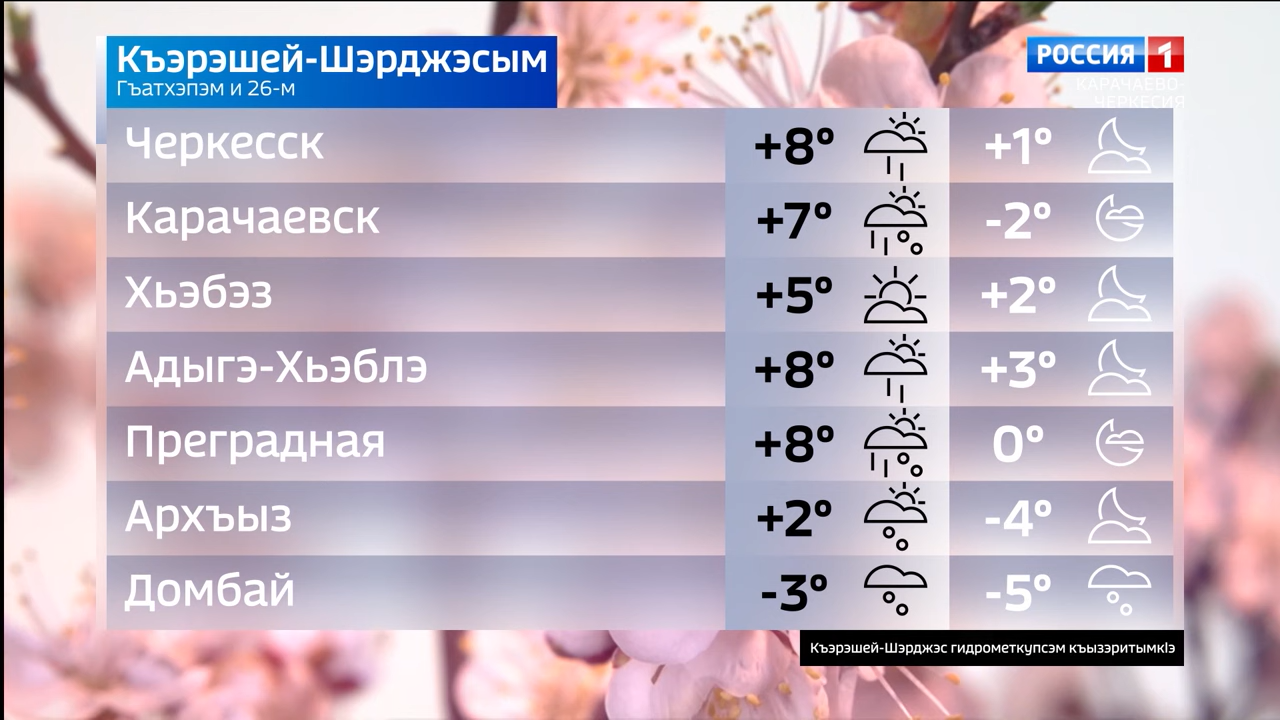 Къэрэшей-Шэрджэсым
Гъатхэпэм и 26-м
РОССИЯ 1
КАРАЧАЕВО-
ЧЕРКЕСИЯ
Черкесск +8° +1°
Карачаевск +7° -2°
Хьэбэз +5° +2°
Адыгэ-Хьэблэ +8° +3°
Преградная +8° 0°
Архъыз +2° -4°
Домбай -3° -5°
Къэрэшей-Шэрджэс гидрометкупсэм къызэритымкӏэ